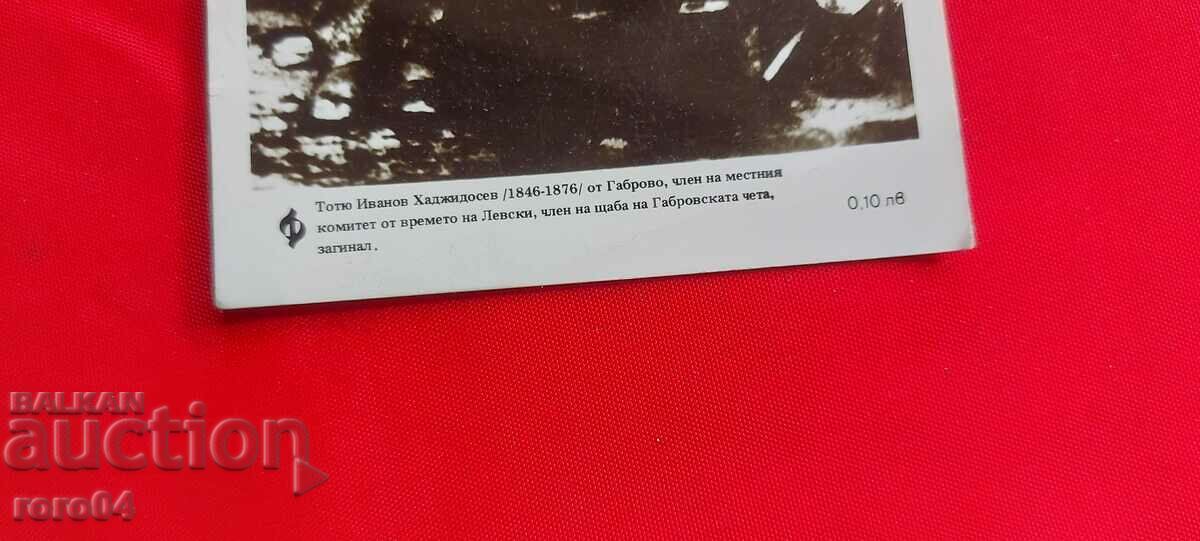 Тотю Иванов Хаджидосев /1846-1876/ от Габрово, член на местния
комитет от времето на Левски, член на щаба на Габровската чета,
загинал.
0,10 лв
BALKAN
auction
roro04